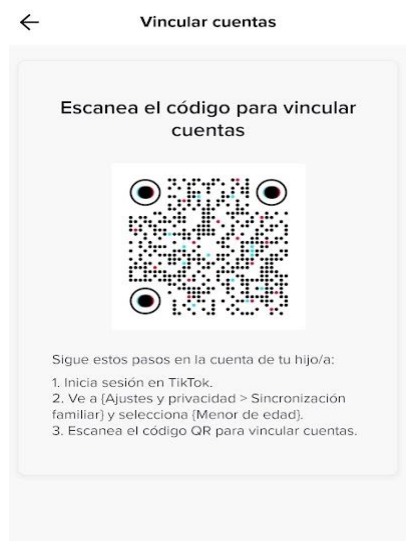 Vincular cuentas
Escanea el código para vincular
cuentas
Sigue estos pasos en la cuenta de tu hijo/a:
1. Inicia sesión en TikTok.
2. Ve a {Ajustes y privacidad > Sincronización
familiar} y selecciona {Menor de edad}.
3. Escanea el código QR para vincular cuentas.